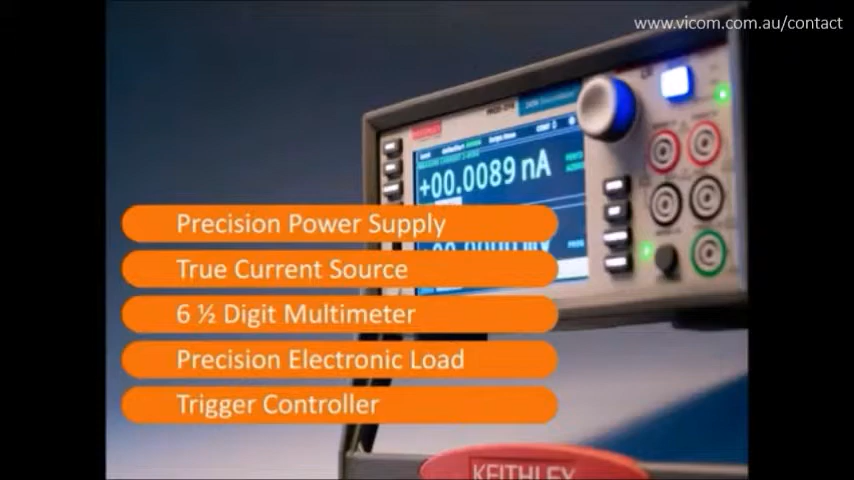 www.vicom.com.au/contact
+00.0089 nA
Precision Power Supply
True Current Source
6 ½ Digit Multimeter
Precision Electronic Load
Trigger Controller
KEITHLEY